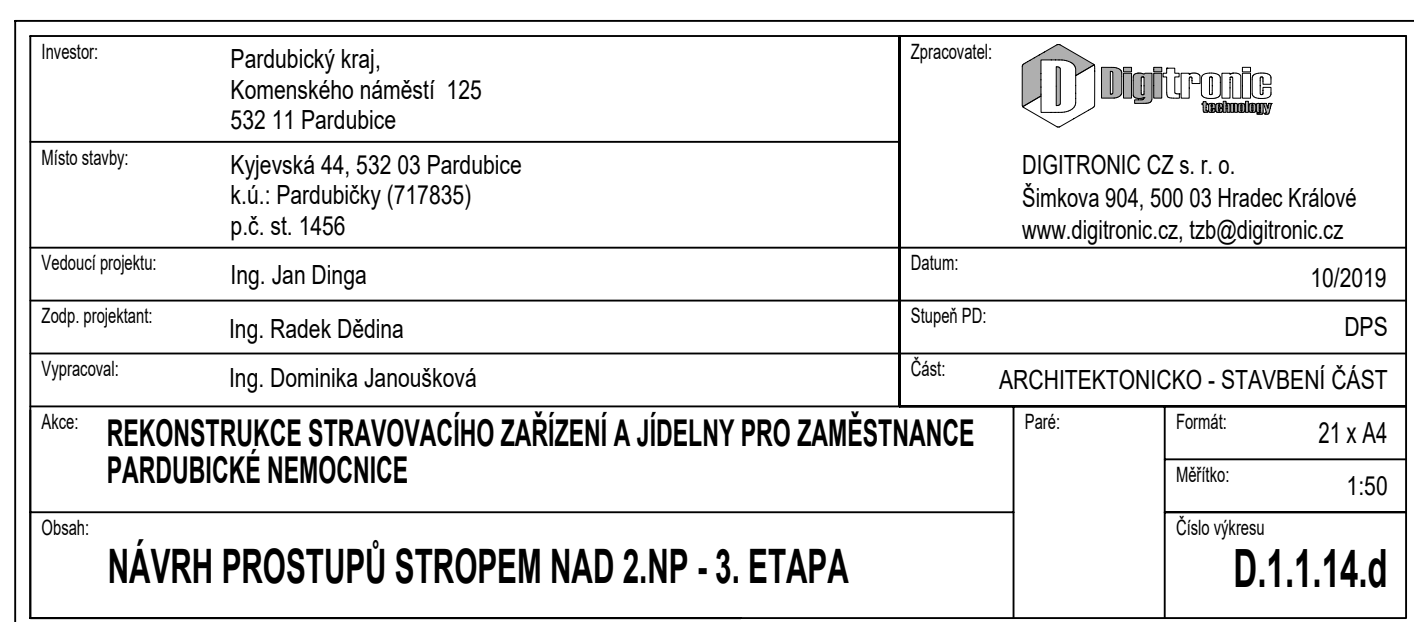 Investor:
Pardubický kraj,
Komenského náměstí 125
532 11 Pardubice
Místo stavby:
Kyjevská 44, 532 03 Pardubice
k.ú.: Pardubičky (717835)
p.č. st. 1456
Zpracovatel:
D Digitronic
technology
DIGITRONIC CZ s. r. o.
Šimkova 904, 500 03 Hradec Králové
www.digitronic.cz, tzb@digitronic.cz
Vedoucí projektu:
Ing. Jan Dinga
Datum:
10/2019
Zodp. projektant:
Ing. Radek Dědina
Stupeň PD:
DPS
Vypracoval:
Ing. Dominika Janoušková
Část:
ARCHITEKTONICKO - STAVBENÍ ČÁST
Akce:
REKONSTRUKCE STRAVOVACÍHO ZAŘÍZENÍ A JÍDELNY PRO ZAMĚSTNANCE
PARDUBICKÉ NEMOCNICE
Paré:
Formát:
21 x A4
Měřítko:
1:50
Obsah:
NÁVRH PROSTUPŮ STROPEM NAD 2.NP - 3. ETAPA
Číslo výkresu
D.1.1.14.d